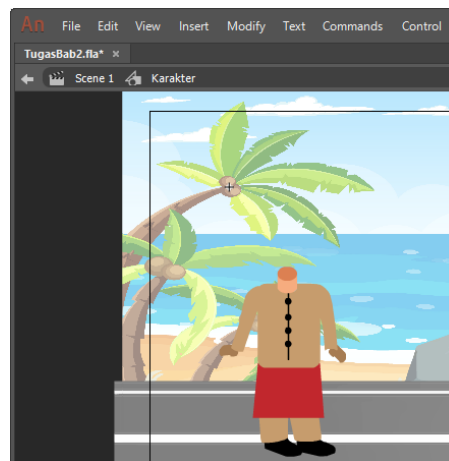 An File Edit View Insert Modify Text Commands Control
TugasBab2.fla* ×
Scene 1 Karakter